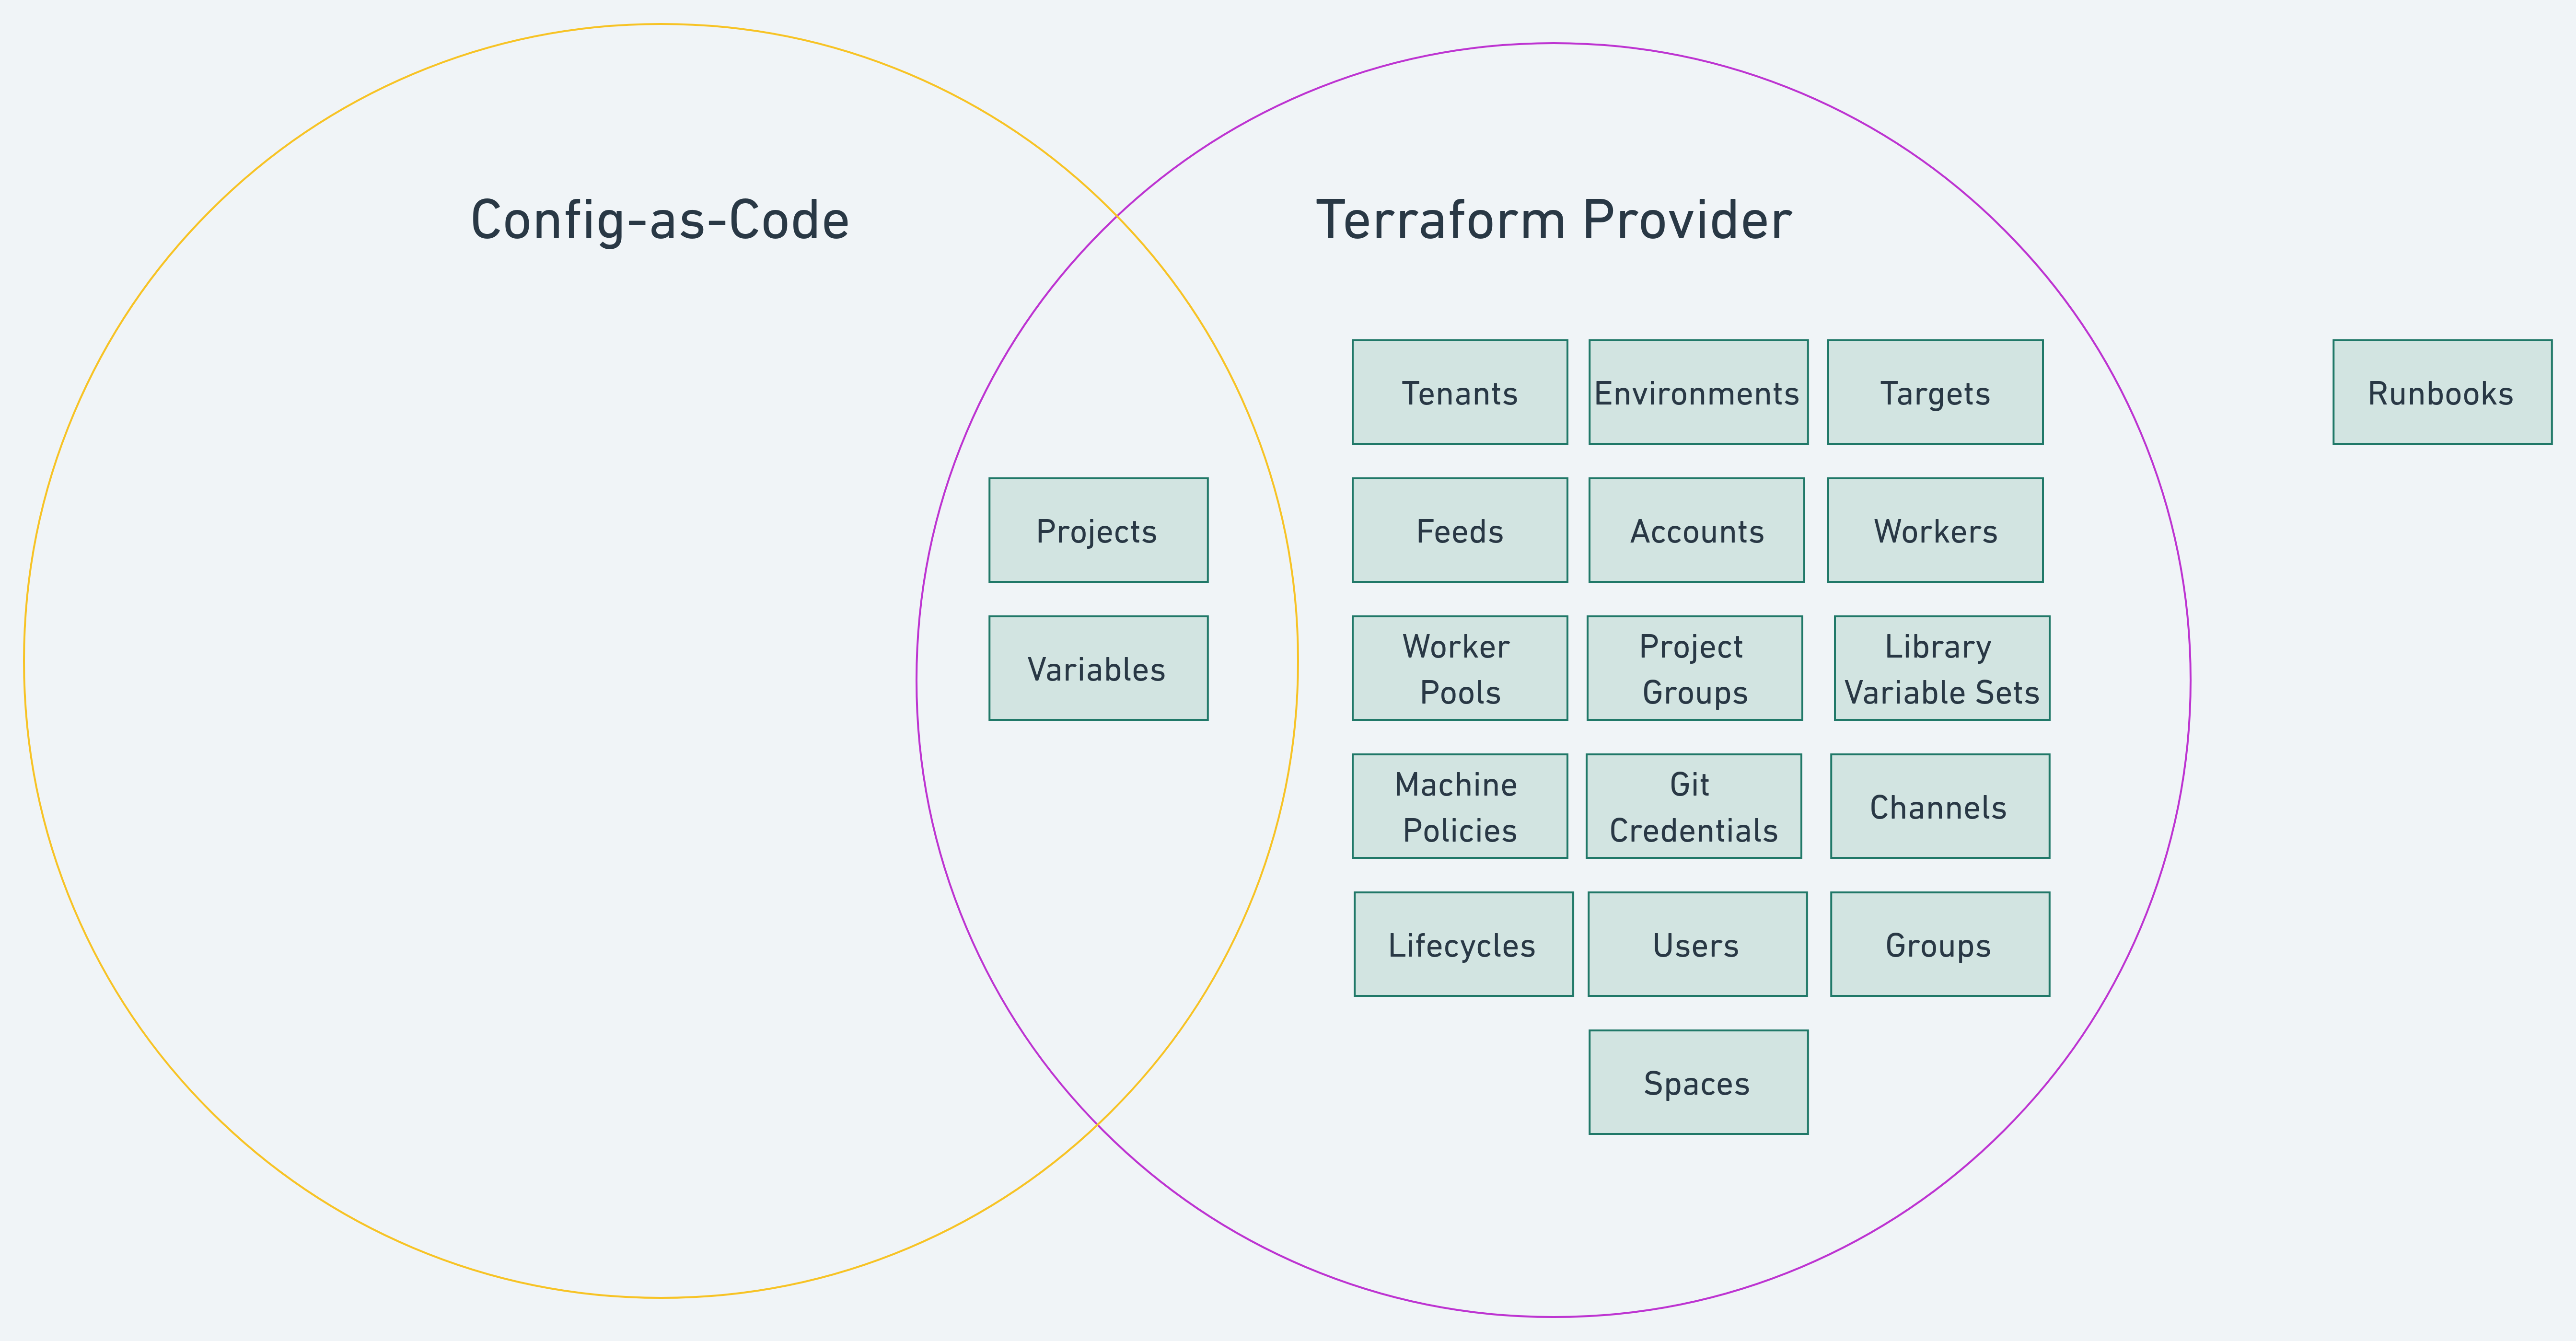 Config-as-Code
Terraform Provider
Tenants
Environments
Targets
Runbooks
Projects
Feeds
Accounts
Workers
Variables
Worker
Pools
Project
Groups
Library
Variable Sets
Machine
Policies
Git
Credentials
Channels
Lifecycles
Users
Groups
Spaces